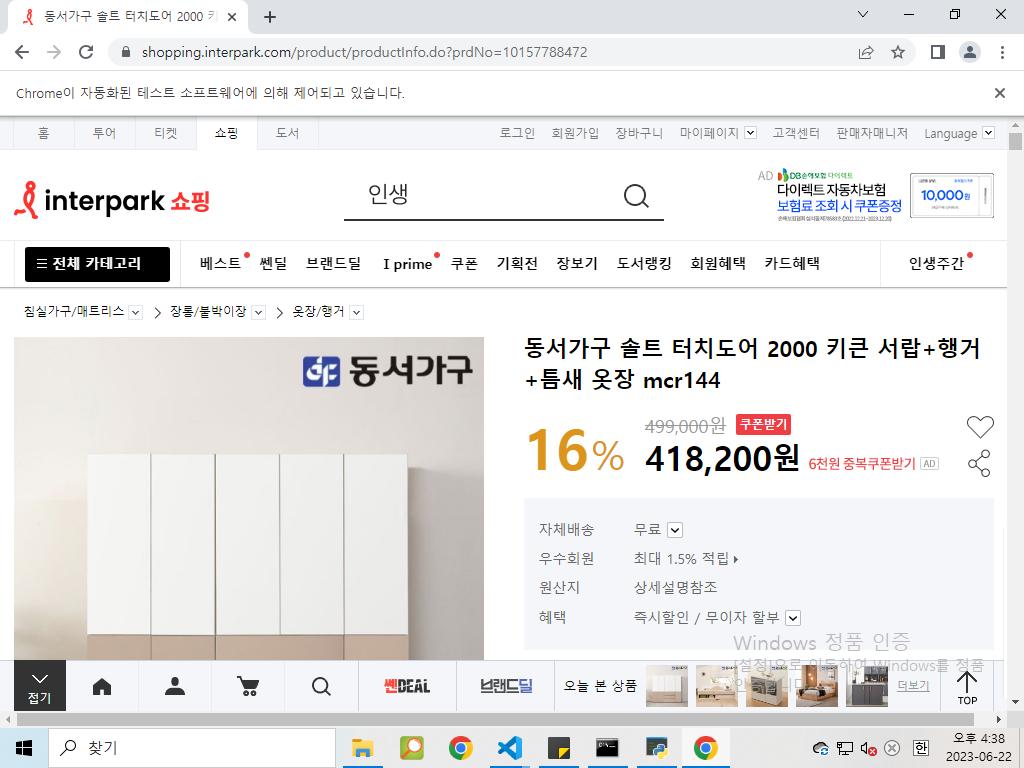 동서가구 솔트 터치도어 2000 키
shopping.interpark.com/product/productInfo.do?prdNo=10157788472
Chrome이 자동화된 테스트 소프트웨어에 의해 제어되고 있습니다.
홈 투어 티켓 쇼핑 도서 로그인 회원가입 장바구니 마이페이지 고객센터 판매자매니저 Language
interpark 쇼핑
인생
AD DB손해보험 다이렉트
다이렉트 자동차보험
보험료 조회 시 쿠폰증정
10,000원
전체 카테고리 베스트 쎈딜 브랜드딜 I prime 쿠폰 기획전 장보기 도서랭킹 회원혜택 카드혜택 인생주간
침실가구/매트리스 장롱/붙박이장 옷장/행거
동서가구
동서가구 솔트 터치도어 2000 키큰 서랍+행거
+틈새 옷장 mcr144
499,000원 쿠폰받기
16% 418,200원 6천원 중복쿠폰받기 AD
자체배송 무료
우수회원 최대 1.5% 적립
원산지 상세설명참조
혜택 즉시할인 / 무이자 할부
Windows 정품 인증
[설정]으로 이동하여 Windows를 정품
접기 쎈DEAL 브랜드딜 오늘 본 상품 더보기 TOP
찾기
한
오후 4:38
2023-06-22